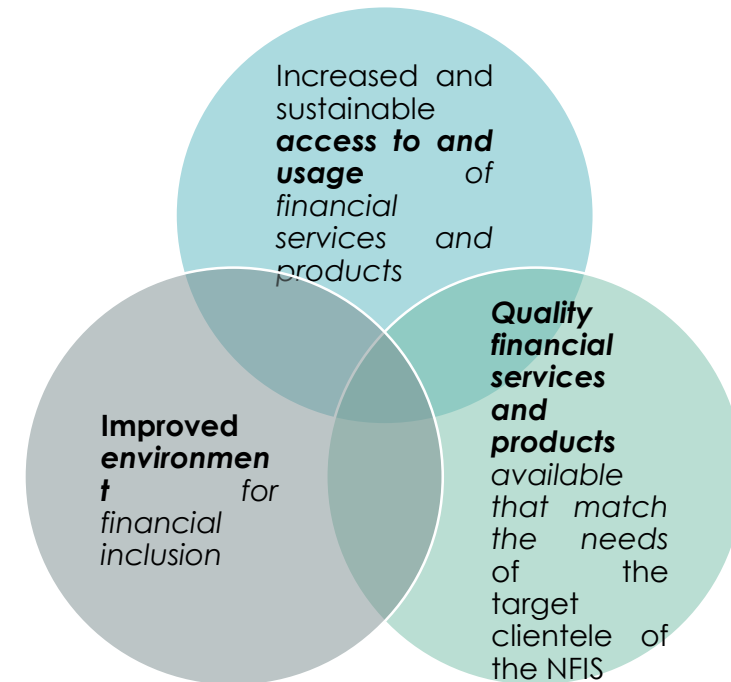 Increased and
sustainable
access to and
usage of
financial
services and
products
Quality
financial
services
and
products
available
that match
the needs
of the
target
clientele of
the NFIS
Improved
environmen
t for
financial
inclusion